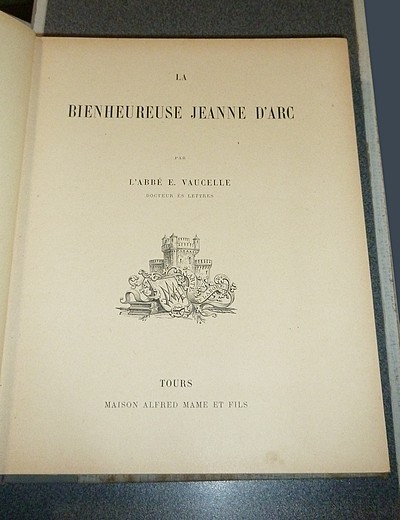 LA
BIENHEUREUSE JEANNE D'ARC
PAR
L'ABBÉ E. VAUCELLE
DOCTEUR ÈS LETTRES
TOURS
MAISON ALFRED MAME ET FILS